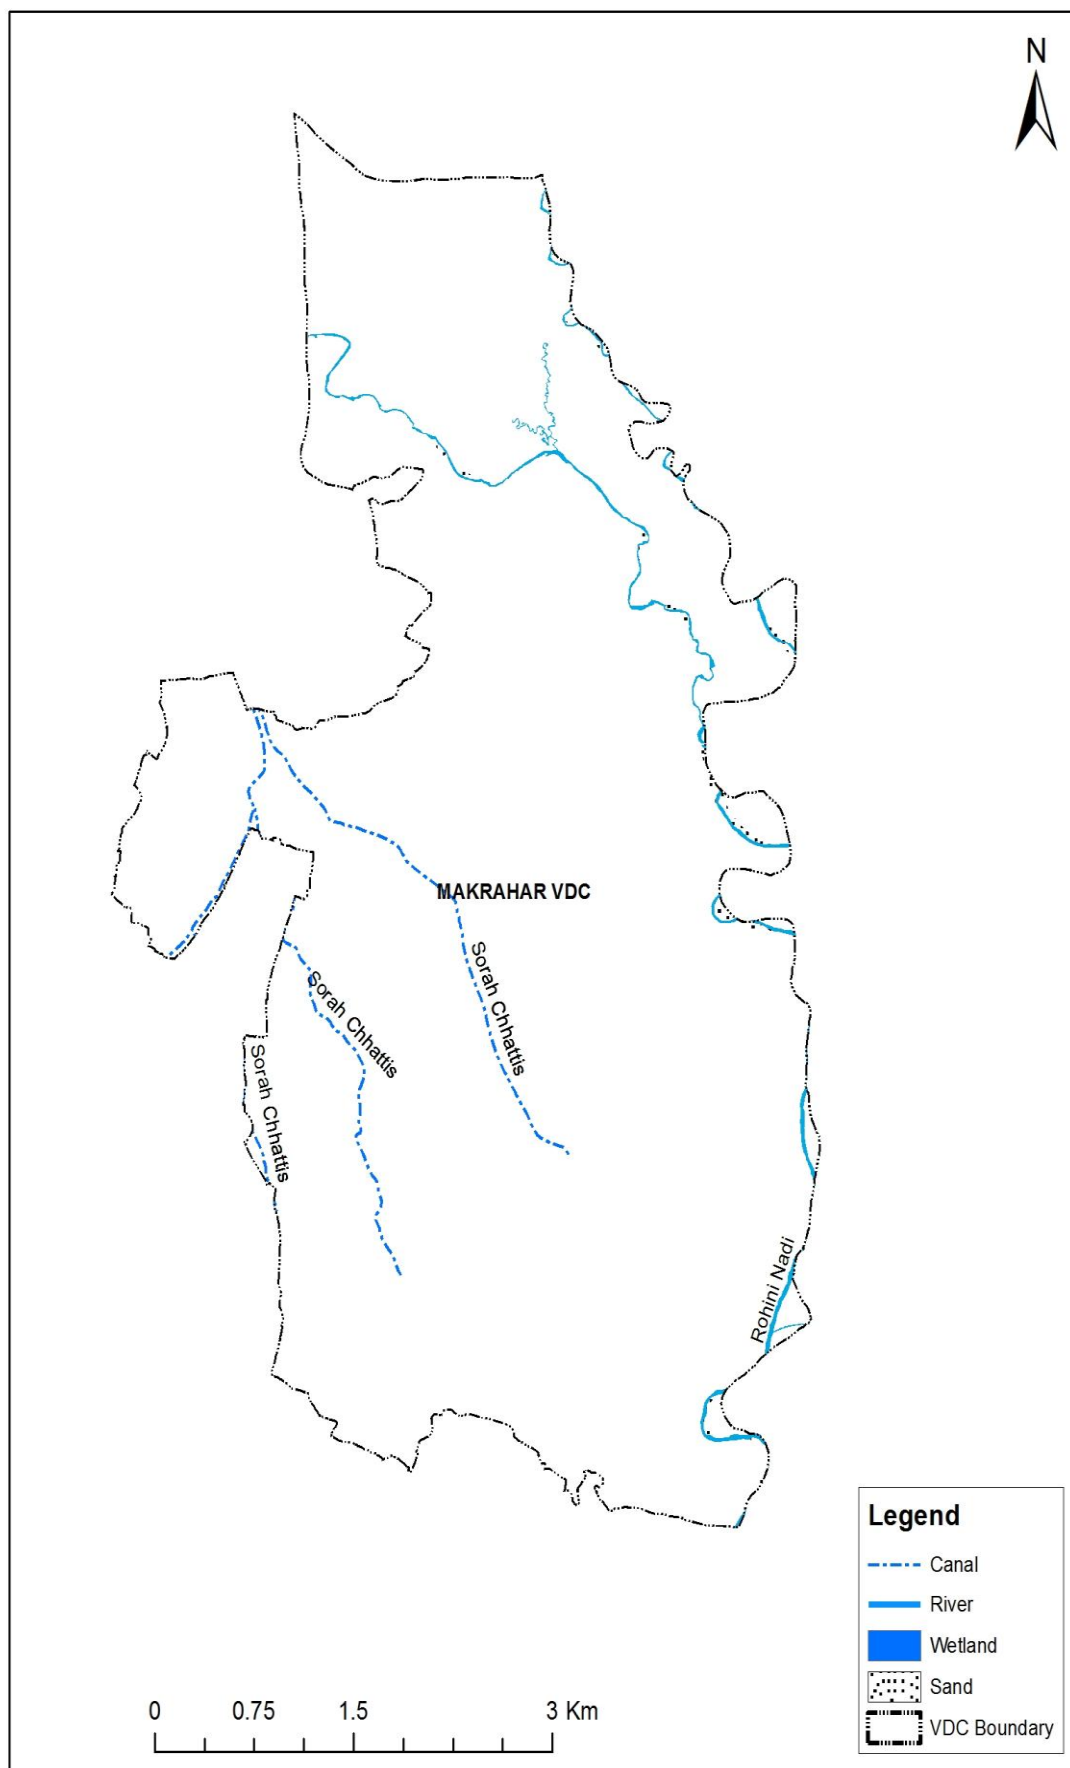 N
MAKRAHAR VDC
Sorah Chhattis
Sorah Chhattis
Sorah Chhattis
Rohini Nadi
Legend
Canal
River
Wetland
Sand
VDC Boundary
0 0.75 1.5 3 Km